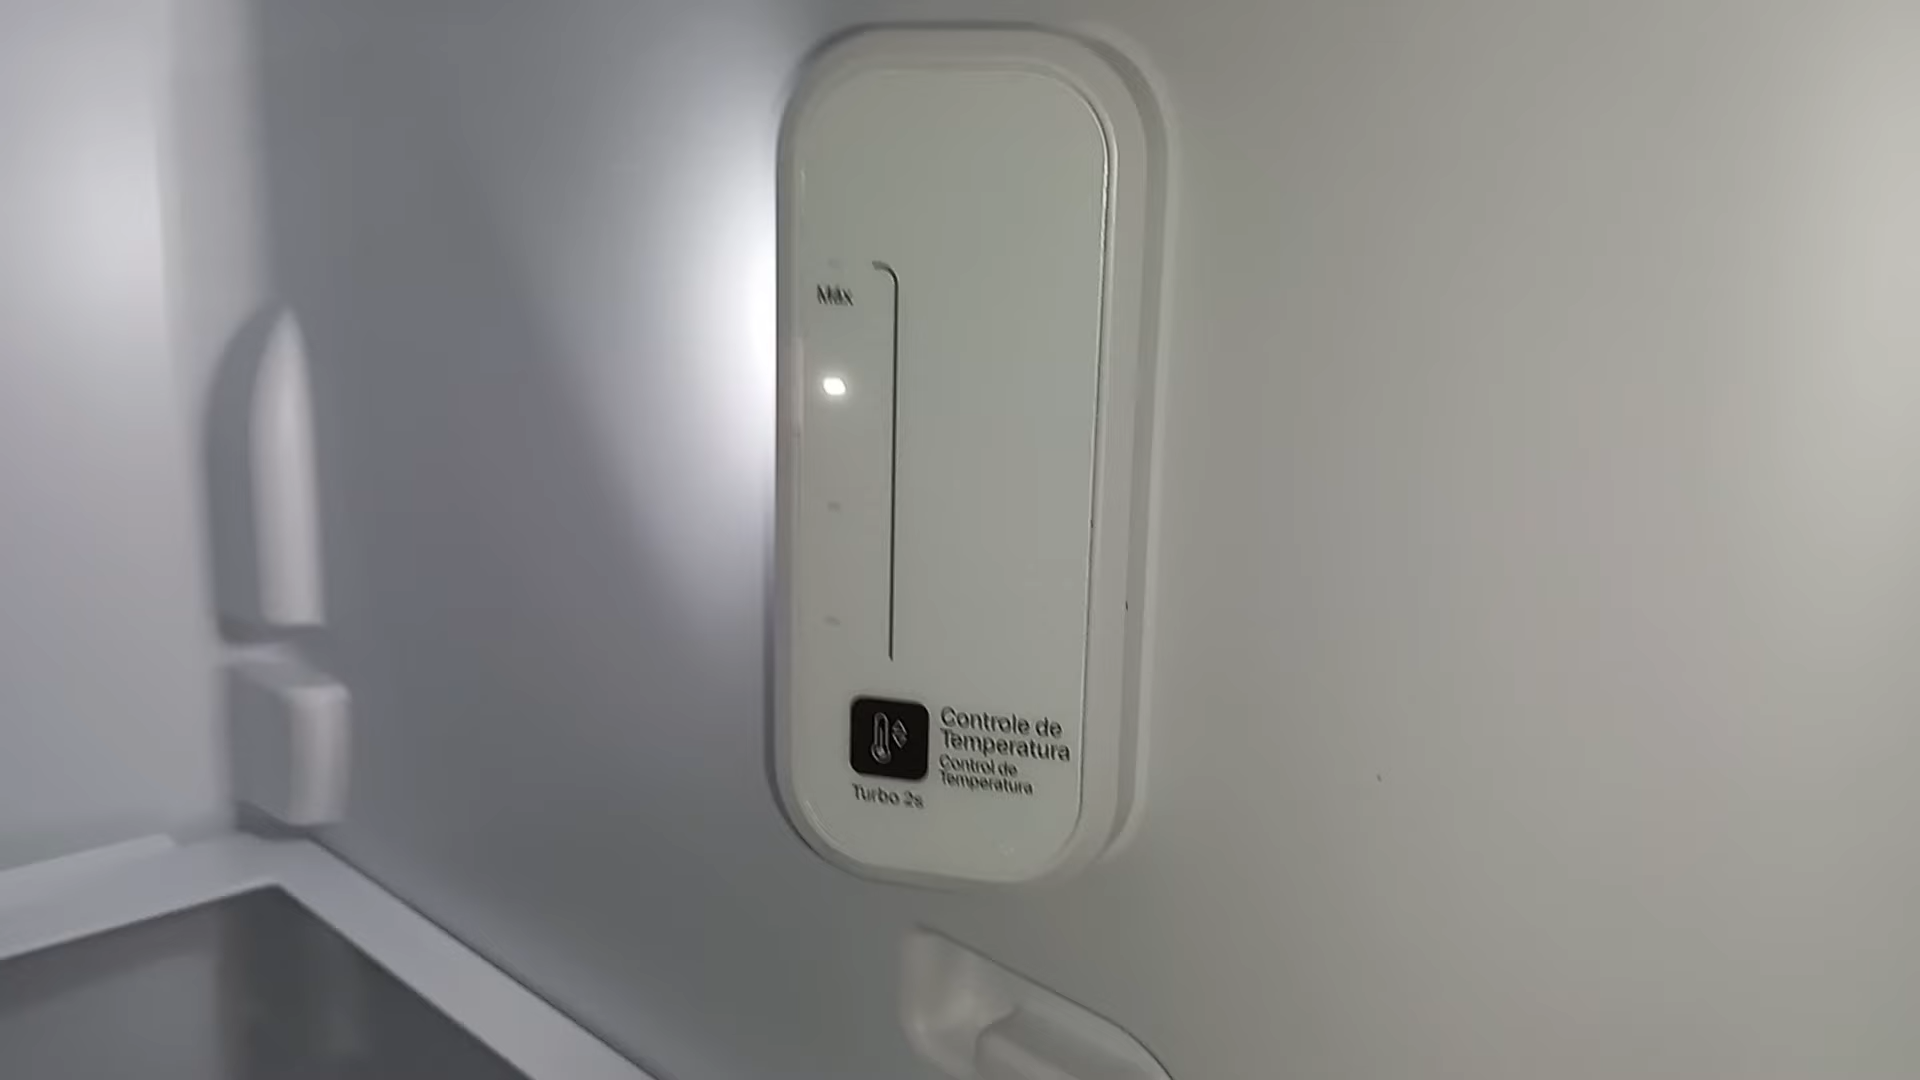 Máx
Controle de
Temperatura
Control de
Temperatura
Turbo 2s